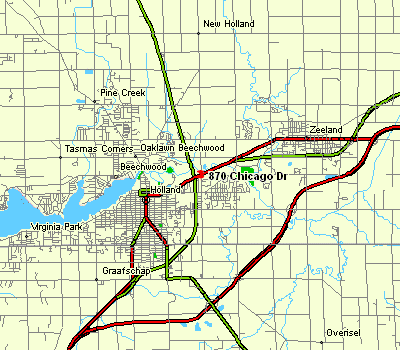 New Holland
Pine Creek
Zeeland
Tasmas Corners
Oaklawn Beechwood
Beechwood
870 Chicago Dr
Holland
Virginia Park
Graafschap
Overisel